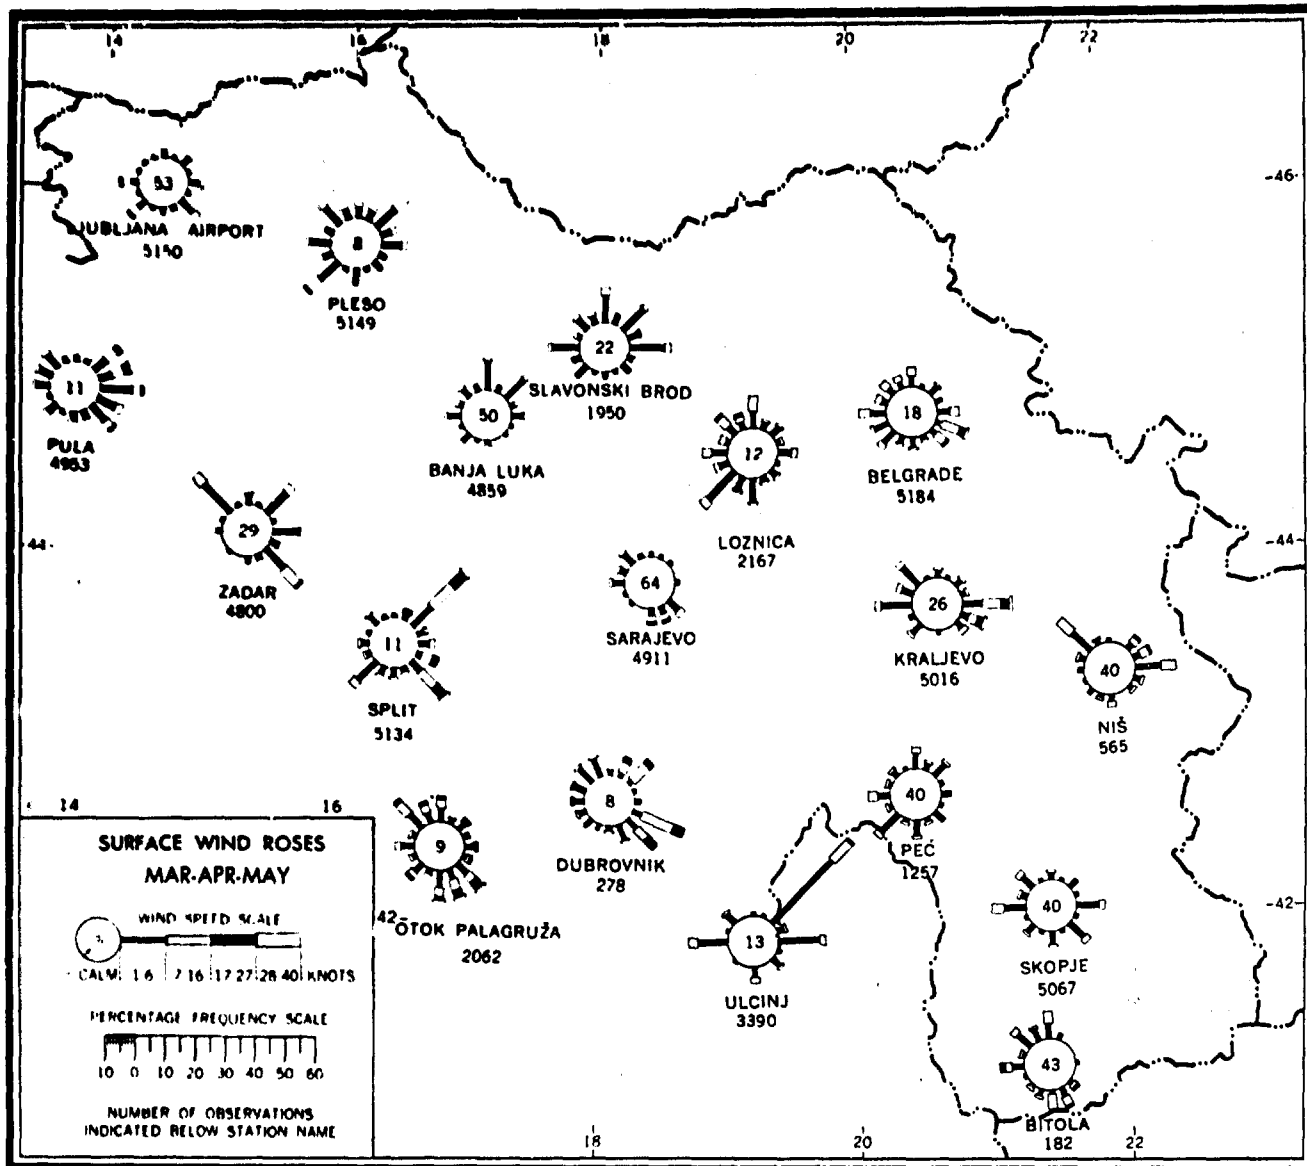 14 16 18 20 22
53
LJUBLJANA AIRPORT
5150
-46-
8
PLESO
5149
22
SLAVONSKI BROD
1950
11
PULA
4953
50
BANJA LUKA
4859
18
BELGRADE
5184
12
LOZNICA
2167
29
ZADAR
4800
-44-
-44-
64
SARAJEVO
4911
26
KRALJEVO
5016
11
SPLIT
5134
40
NIŠ
565
8
DUBROVNIK
278
40
PEĆ
1257
14 16
9
OTOK PALAGRUŽA
2062
42-
-42-
13
ULCINJ
3390
40
SKOPJE
5067
43
BITOLA
182
18 20 22
SURFACE WIND ROSES
MAR-APR-MAY
WIND SPEED SCALE
CALM 1-6 7-16 17-27 28-40 KNOTS
PERCENTAGE FREQUENCY SCALE
10 0 10 20 30 40 50 60
NUMBER OF OBSERVATIONS
INDICATED BELOW STATION NAME